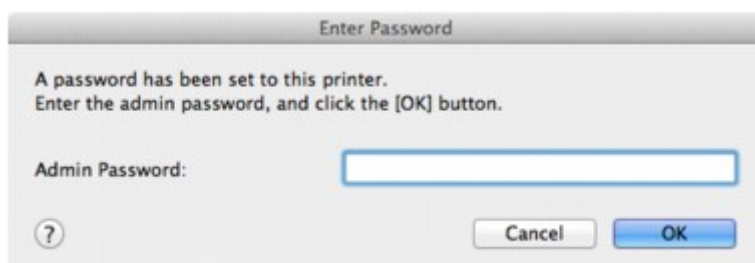 Enter Password
A password has been set to this printer.
Enter the admin password, and click the [OK] button.
Admin Password:
?
Cancel
OK